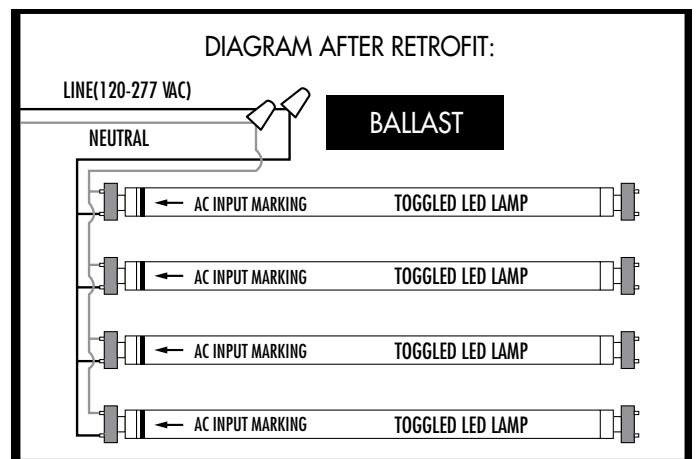 DIAGRAM AFTER RETROFIT:
LINE(120-277 VAC)
BALLAST
NEUTRAL
AC INPUT MARKING TOGGLED LED LAMP
AC INPUT MARKING TOGGLED LED LAMP
AC INPUT MARKING TOGGLED LED LAMP
AC INPUT MARKING TOGGLED LED LAMP